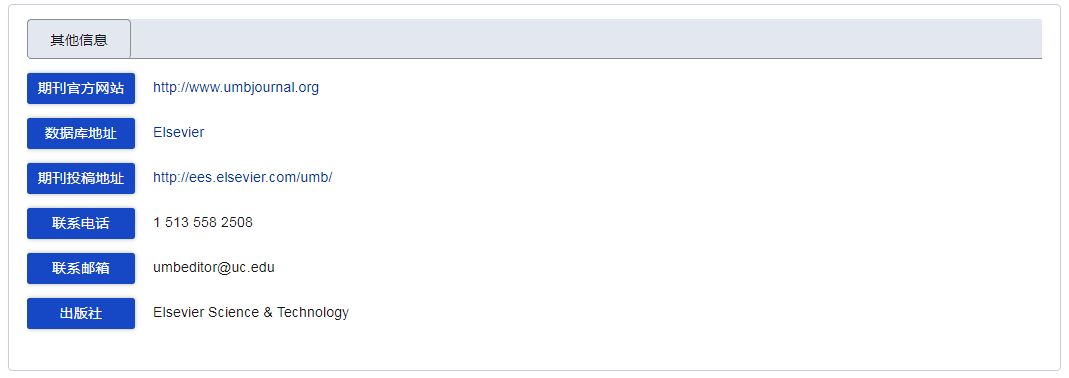 其他信息
期刊官方网站 http://www.umbjournal.org
数据库地址 Elsevier
期刊投稿地址 http://ees.elsevier.com/umb/
联系电话 1 513 558 2508
联系邮箱 umbeditor@uc.edu
出版社 Elsevier Science & Technology